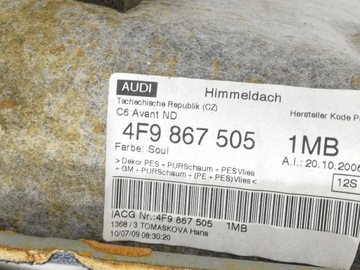 AUDI Himmeldach
Tschechische Republik (CZ) Hersteller Kode
C6 Avant ND
4F9 867 505 1MB
Farbe: Soul A.I.: 20.10.2006
> Dekor PES + PURSchaum + PESVlies
+ GM + PURSchaum + (PE + PES)Vlies <
12S
ACG Nr.:4F9 867 505 1MB
1368 / 3 TOMASKOVA Hana
10/07/09 08:30:20